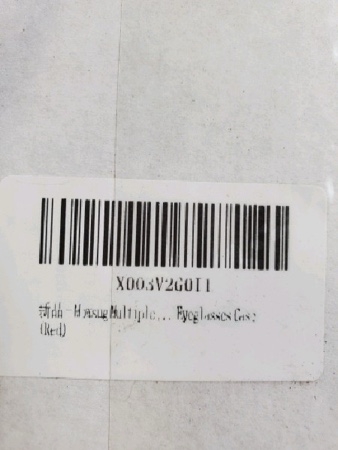 X003V2G0T1
新品 - Multiple... Eyeglasses Case
(Red)